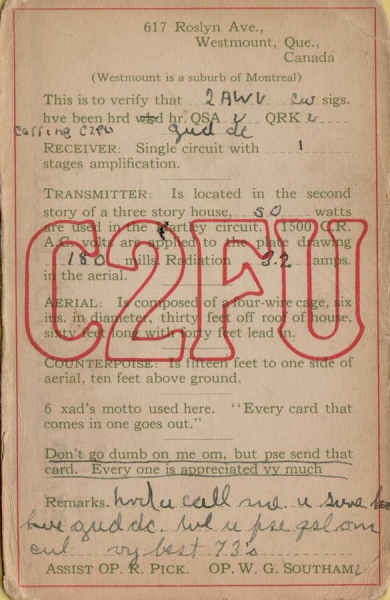 617 Roslyn Ave.,
Westmount, Que.,
Canada
(Westmount is a suburb of Montreal)
This is to verify that 2AWV cw sigs.
hve been hrd hr. QSA v QRK v
calling C2FU gud dc
RECEIVER: Single circuit with 1
stages amplification.
TRANSMITTER: Is located in the second
story of a three story house, 50 watts
are used in the Hartley circuit. 1500 C.R.
A.C. volts are applied to the plate drawing
180 mills. Radiation 3.2 amps.
in the aerial.
C2FU
AERIAL: Is composed of a four-wire cage, six
ins. in diameter, thirty feet off roof of house,
sixty feet long with forty feet lead in.
COUNTERPOISE: Is fifteen feet to one side of
aerial, ten feet above ground.
6 xad's motto used here. "Every card that
comes in one goes out."
Don't go dumb on me om, but pse send that
card. Every one is appreciated vy much
Remarks. hrd u call me. u sure
hve gud dc. wl u pse qsl om
cul vy best 73's
ASSIST OP. R. PICK. OP. W. G. SOUTHAM